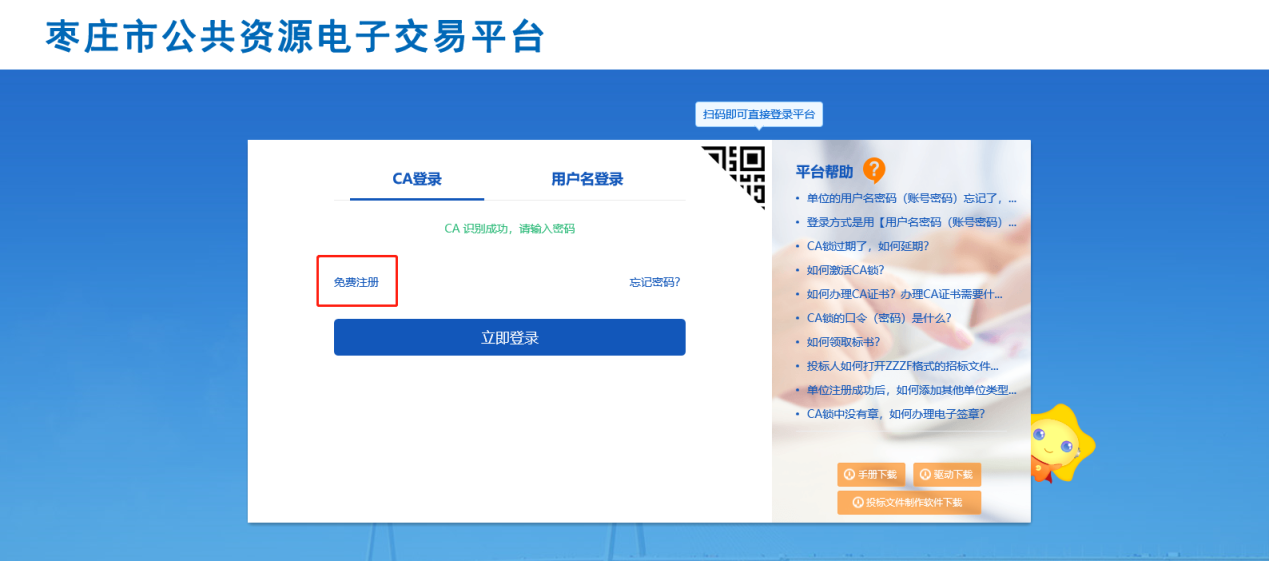 枣庄市公共资源电子交易平台
扫码即可直接登录平台
CA登录
用户名登录
CA 识别成功，请输入密码
免费注册
忘记密码?
立即登录
平台帮助
单位的用户名密码（账号密码）忘记了，...
登录方式是用【用户名密码（账号密码）...
CA锁过期了，如何延期?
如何激活CA锁?
如何办理CA证书? 办理CA证书需要什...
CA锁的口令（密码）是什么?
如何领取标书?
投标人如何打开ZZZF格式的招标文件...
单位注册成功后，如何添加其他单位类型...
CA锁中没有章，如何办理电子签章?
手册下载
驱动下载
投标文件制作软件下载